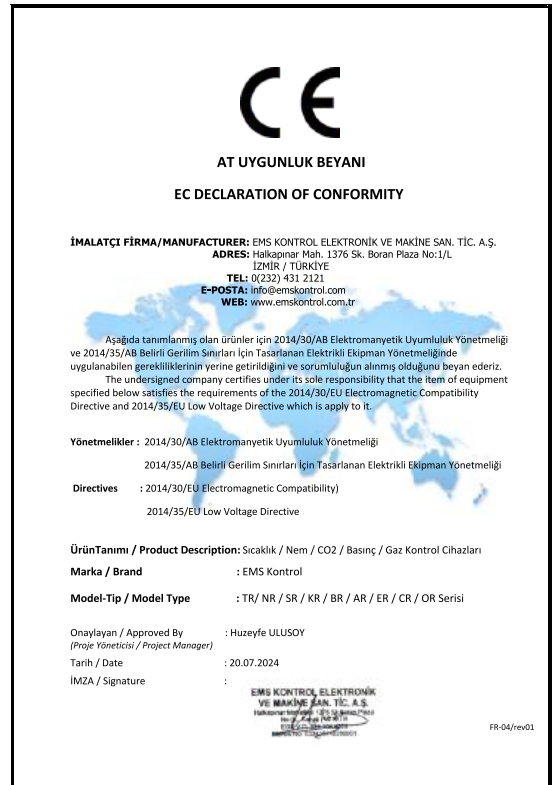 CE
AT UYGUNLUK BEYANI
EC DECLARATION OF CONFORMITY
İMALATÇI FİRMA/MANUFACTURER: EMS KONTROL ELEKTRONİK VE MAKİNE SAN. TİC. A.Ş.
ADRES: Halkapınar Mah. 1376 Sk. Boran Plaza No:1/L
İZMİR / TÜRKİYE
TEL: 0(232) 431 2121
E-POSTA: info@emskontrol.com
WEB: www.emskontrol.com.tr
Aşağıda tanımlanmış olan ürünler için 2014/30/AB Elektromanyetik Uyumluluk Yönetmeliği
ve 2014/35/AB Belirli Gerilim Sınırları İçin Tasarlanan Elektrikli Ekipman Yönetmeliğinde
uygulanabilen gerekliliklerinin yerine getirildiğini ve sorumluluğun alınmış olduğunu beyan ederiz.
The undersigned company certifies under its sole responsibility that the item of equipment
specified below satisfies the requirements of the 2014/30/EU Electromagnetic Compatibility
Directive and 2014/35/EU Low Voltage Directive which is apply to it.
Yönetmelikler : 2014/30/AB Elektromanyetik Uyumluluk Yönetmeliği
2014/35/AB Belirli Gerilim Sınırları İçin Tasarlanan Elektrikli Ekipman Yönetmeliği
Directives : 2014/30/EU Electromagnetic Compatibility)
2014/35/EU Low Voltage Directive
ÜrünTanımı / Product Description: Sıcaklık / Nem / CO2 / Basınç / Gaz Kontrol Cihazları
Marka / Brand : EMS Kontrol
Model-Tip / Model Type : TR/ NR / SR / KR / BR / AR / ER / CR / OR Serisi
Onaylayan / Approved By : Huzeyfe ULUSOY
(Proje Yöneticisi / Project Manager)
Tarih / Date : 20.07.2024
İMZA / Signature :
EMS KONTROL ELEKTRONİK
VE MAKİNE SAN. TİC. A.Ş.
FR-04/rev01